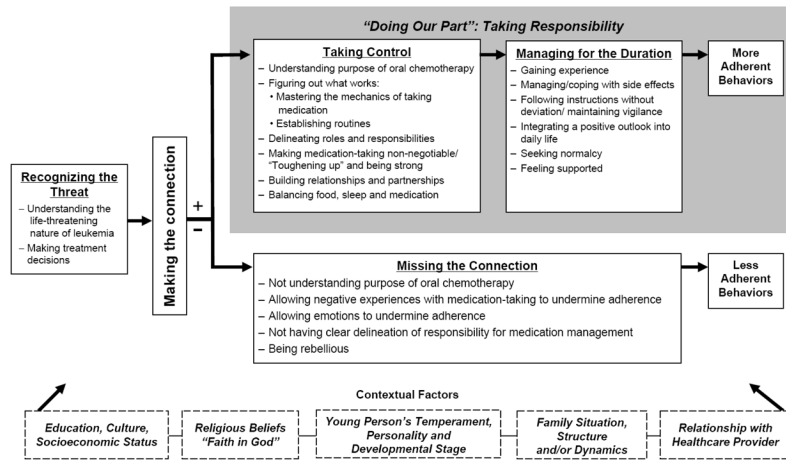 “Doing Our Part”: Taking Responsibility
Taking Control
– Understanding purpose of oral chemotherapy
– Figuring out what works:
• Mastering the mechanics of taking
medication
• Establishing routines
– Delineating roles and responsibilities
– Making medication-taking non-negotiable/
“Toughening up” and being strong
– Building relationships and partnerships
– Balancing food, sleep and medication
Managing for the Duration
– Gaining experience
– Managing/coping with side effects
– Following instructions without
deviation/ maintaining vigilance
– Integrating a positive outlook into
daily life
– Seeking normalcy
– Feeling supported
More
Adherent
Behaviors
Recognizing the
Threat
– Understanding the
life-threatening
nature of leukemia
– Making treatment
decisions
Making the connection
+
–
Missing the Connection
– Not understanding purpose of oral chemotherapy
– Allowing negative experiences with medication-taking to undermine adherence
– Allowing emotions to undermine adherence
– Not having clear delineation of responsibility for medication management
– Being rebellious
Less
Adherent
Behaviors
Contextual Factors
Education, Culture,
Socioeconomic Status
Religious Beliefs
“Faith in God”
Young Person’s Temperament,
Personality and
Developmental Stage
Family Situation,
Structure
and/or Dynamics
Relationship with
Healthcare Provider